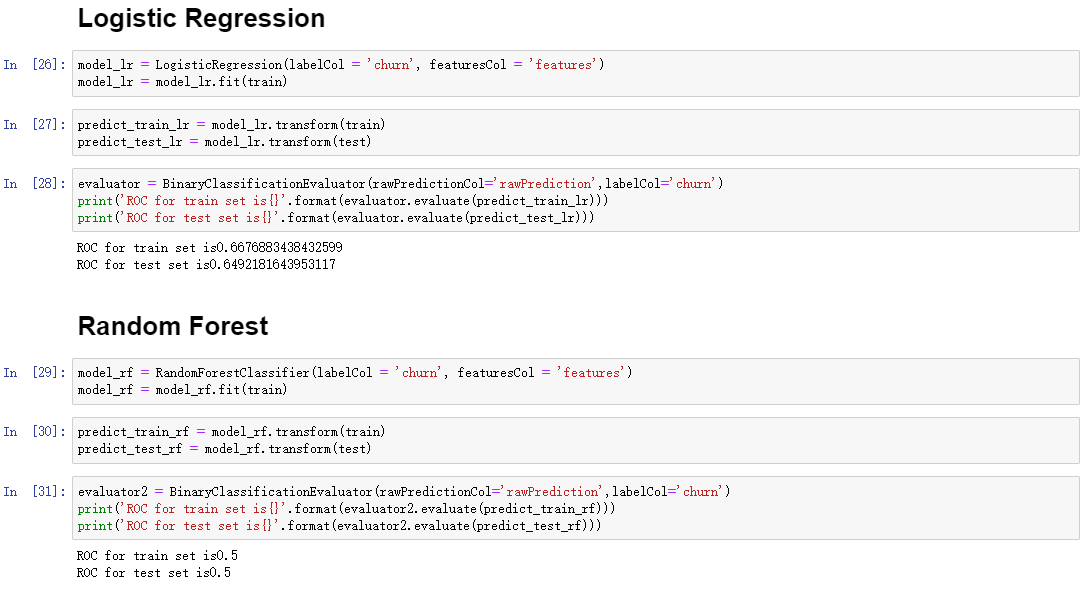 Logistic Regression
In [26]: model_lr = LogisticRegression(labelCol = 'churn', featuresCol = 'features')
model_lr = model_lr.fit(train)
In [27]: predict_train_lr = model_lr.transform(train)
predict_test_lr = model_lr.transform(test)
In [28]: evaluator = BinaryClassificationEvaluator(rawPredictionCol='rawPrediction',labelCol='churn')
print('ROC for train set is{}'.format(evaluator.evaluate(predict_train_lr)))
print('ROC for test set is{}'.format(evaluator.evaluate(predict_test_lr)))
ROC for train set is0.6676883438432599
ROC for test set is0.6492181643953117
Random Forest
In [29]: model_rf = RandomForestClassifier(labelCol = 'churn', featuresCol = 'features')
model_rf = model_rf.fit(train)
In [30]: predict_train_rf = model_rf.transform(train)
predict_test_rf = model_rf.transform(test)
In [31]: evaluator2 = BinaryClassificationEvaluator(rawPredictionCol='rawPrediction',labelCol='churn')
print('ROC for train set is{}'.format(evaluator2.evaluate(predict_train_rf)))
print('ROC for test set is{}'.format(evaluator2.evaluate(predict_test_rf)))
ROC for train set is0.5
ROC for test set is0.5